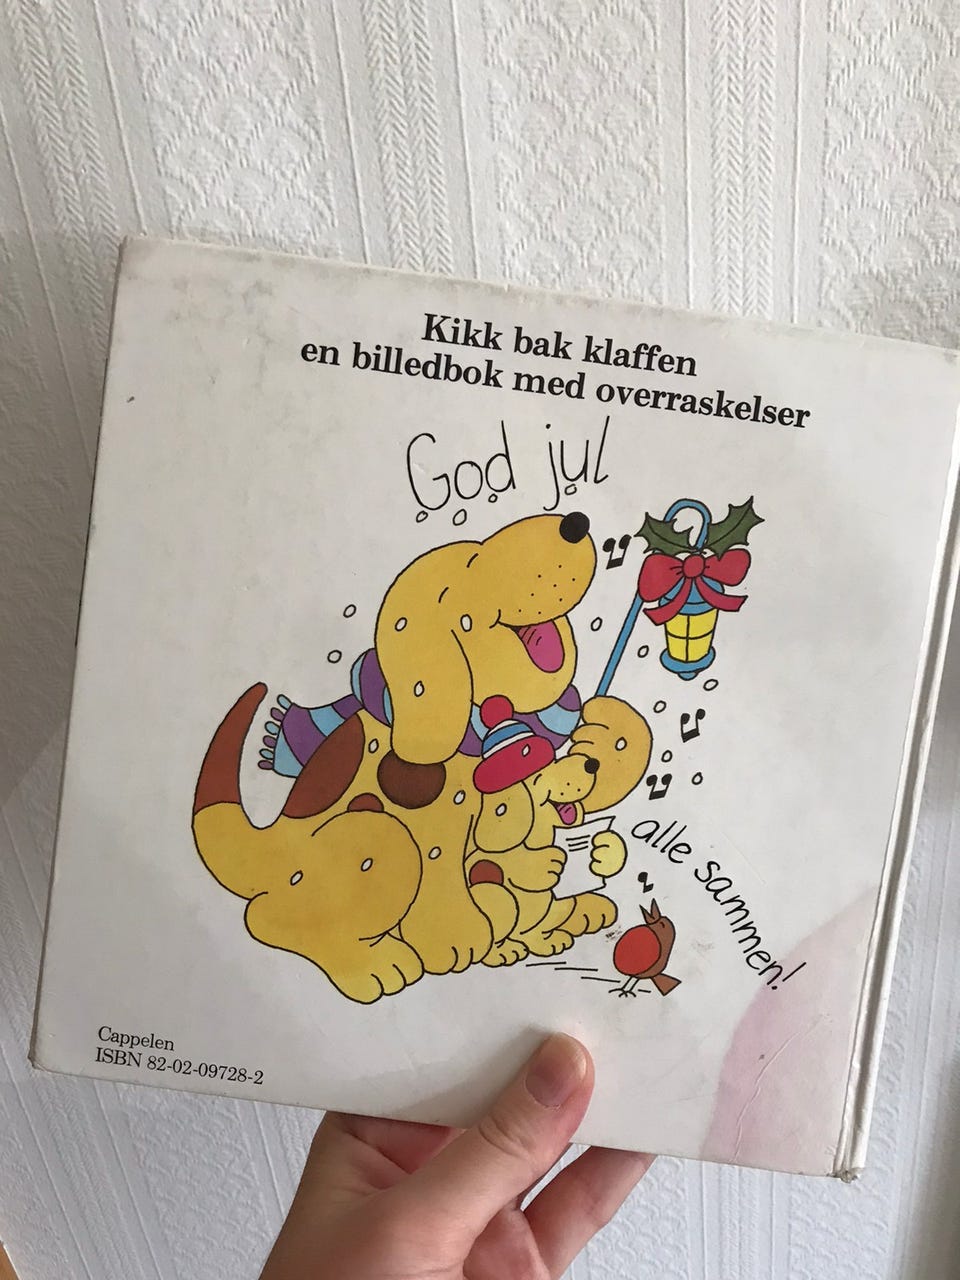 Kikk bak klaffen
en billedbok med overraskelser
God jul
alle sammen!
Cappelen
ISBN 82-02-09728-2